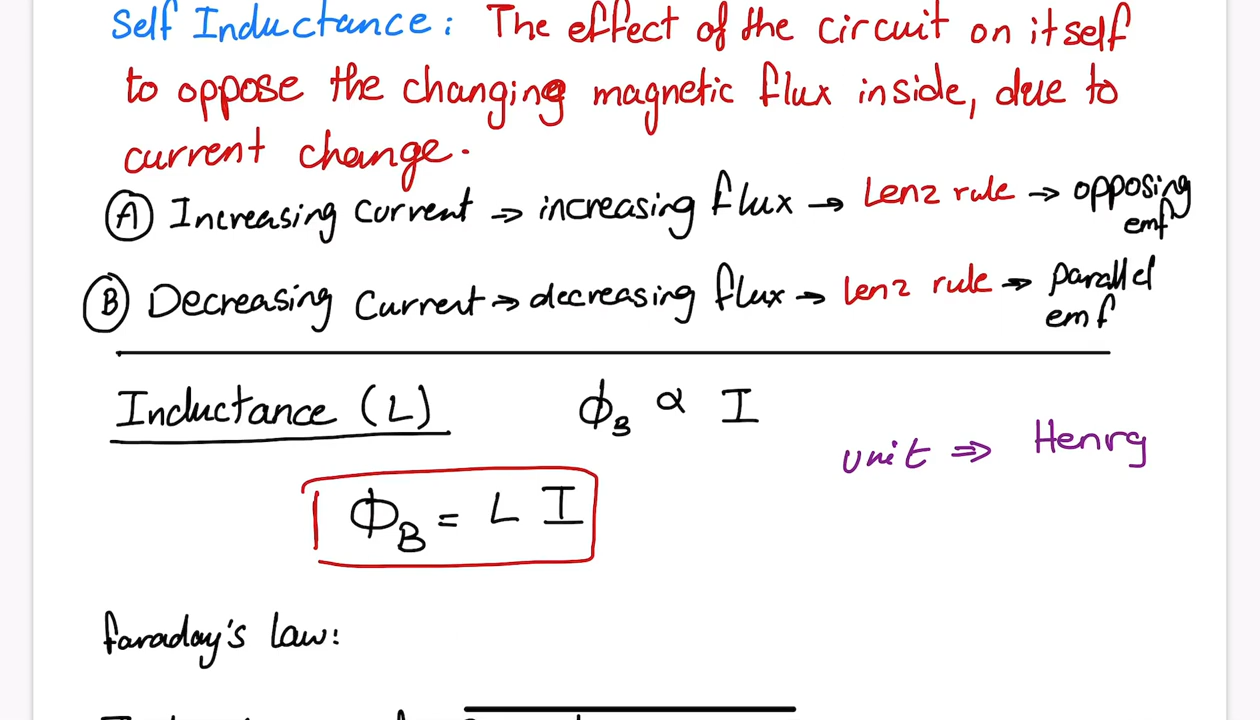 Self Inductance: The effect of the circuit on itself
to oppose the changing magnetic flux inside, due to
current change.
(A) Increasing current → increasing flux → Lenz rule → opposing
emf
(B) Decreasing current → decreasing flux → Lenz rule → parallel
emf
Inductance (L) ϕ_B ∝ I
unit ⇒ Henry
Φ_B = L I
faraday's law: